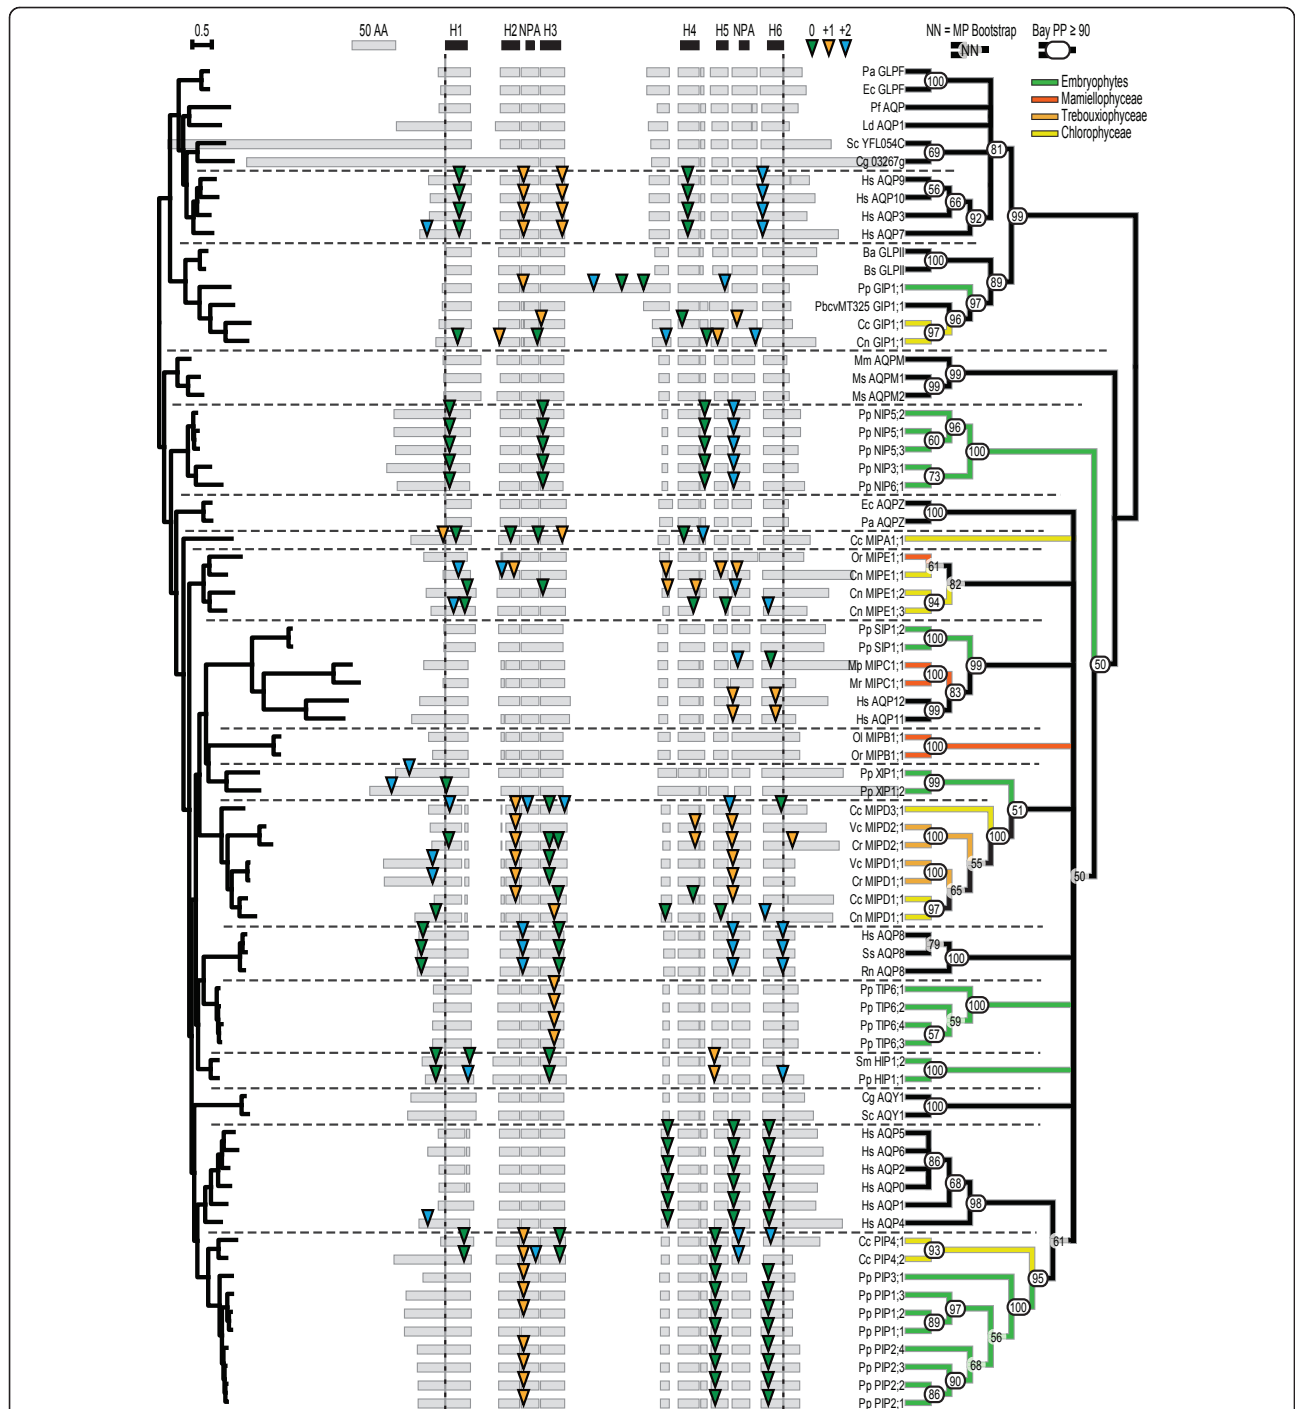 0.5
50 AA
H1
H2 NPA H3
H4
H5 NPA
H6
0 +1 +2
NN = MP Bootstrap
NN
Bay PP ≥ 90
Embryophytes
Mamiellophyceae
Trebouxiophyceae
Chlorophyceae
Pa GLPF
100
Ec GLPF
Pf AQP
Ld AQP1
Sc YFL054C
81
69
Cg 03267g
Hs AQP9
56
Hs AQP10
66
Hs AQP3
92
99
Hs AQP7
Ba GLPII
100
Bs GLPII
89
Pp GIP1;1
97
PbcvMT325 GIP1;1
96
Cc GIP1;1
97
Cn GIP1;1
Mm AQPM
99
Ms AQPM1
99
Ms AQPM2
Pp NIP5;2
96
Pp NIP5;1
60
Pp NIP5;3
100
Pp NIP3;1
73
Pp NIP6;1
Ec AQPZ
100
Pa AQPZ
Cc MIPA1;1
Or MIPE1;1
61
Cn MIPE1;1
82
Cn MIPE1;2
94
Cn MIPE1;3
Pp SIP1;2
100
Pp SIP1;1
99
50
Mp MIPC1;1
100
Mr MIPC1;1
83
Hs AQP12
99
Hs AQP11
Ol MIPB1;1
100
Or MIPB1;1
Pp XIP1;1
99
Pp XIP1;2
51
Cc MIPD3;1
Vc MIPD2;1
100
100
Cr MIPD2;1
55
Vc MIPD1;1
100
50
Cr MIPD1;1
65
Cc MIPD1;1
97
Cn MIPD1;1
Hs AQP8
79
Ss AQP8
100
Rn AQP8
Pp TIP6;1
100
Pp TIP6;2
59
Pp TIP6;4
57
Pp TIP6;3
Sm HIP1;2
100
Pp HIP1;1
Cg AQY1
100
Sc AQY1
Hs AQP5
Hs AQP6
86
Hs AQP2
68
Hs AQP0
98
Hs AQP1
Hs AQP4
61
Cc PIP4;1
93
Cc PIP4;2
95
Pp PIP3;1
Pp PIP1;3
97
100
Pp PIP1;2
89
Pp PIP1;1
56
Pp PIP2;4
68
Pp PIP2;3
90
Pp PIP2;2
86
Pp PIP2;1